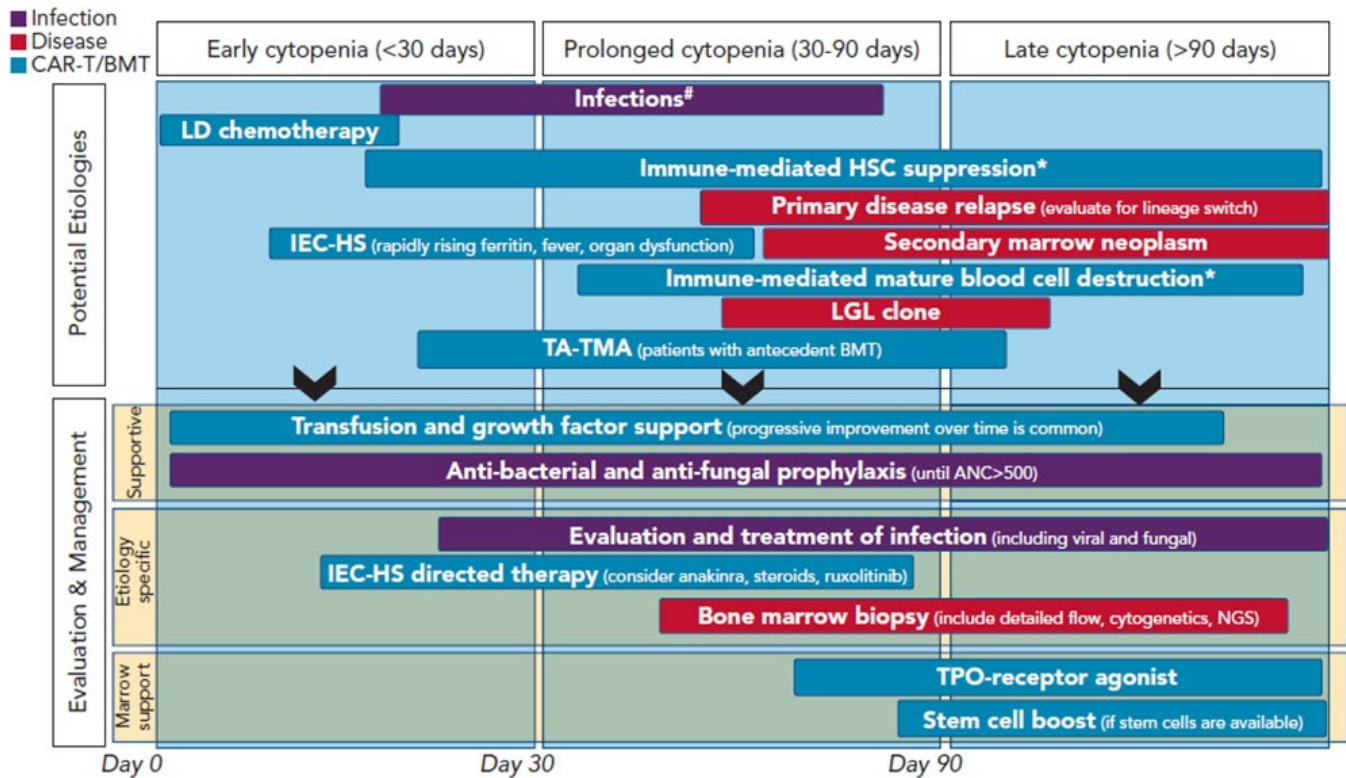 Infection
Disease
CAR-T/BMT
Early cytopenia (<30 days)
Prolonged cytopenia (30-90 days)
Late cytopenia (>90 days)
Potential Etiologies
Infections#
LD chemotherapy
Immune-mediated HSC suppression*
Primary disease relapse (evaluate for lineage switch)
IEC-HS (rapidly rising ferritin, fever, organ dysfunction)
Secondary marrow neoplasm
Immune-mediated mature blood cell destruction*
LGL clone
TA-TMA (patients with antecedent BMT)
Evaluation & Management
Supportive
Transfusion and growth factor support (progressive improvement over time is common)
Anti-bacterial and anti-fungal prophylaxis (until ANC>500)
Etiology
specific
Evaluation and treatment of infection (including viral and fungal)
IEC-HS directed therapy (consider anakinra, steroids, ruxolitinib)
Bone marrow biopsy (include detailed flow, cytogenetics, NGS)
Marrow
support
TPO-receptor agonist
Stem cell boost (if stem cells are available)
Day 0
Day 30
Day 90